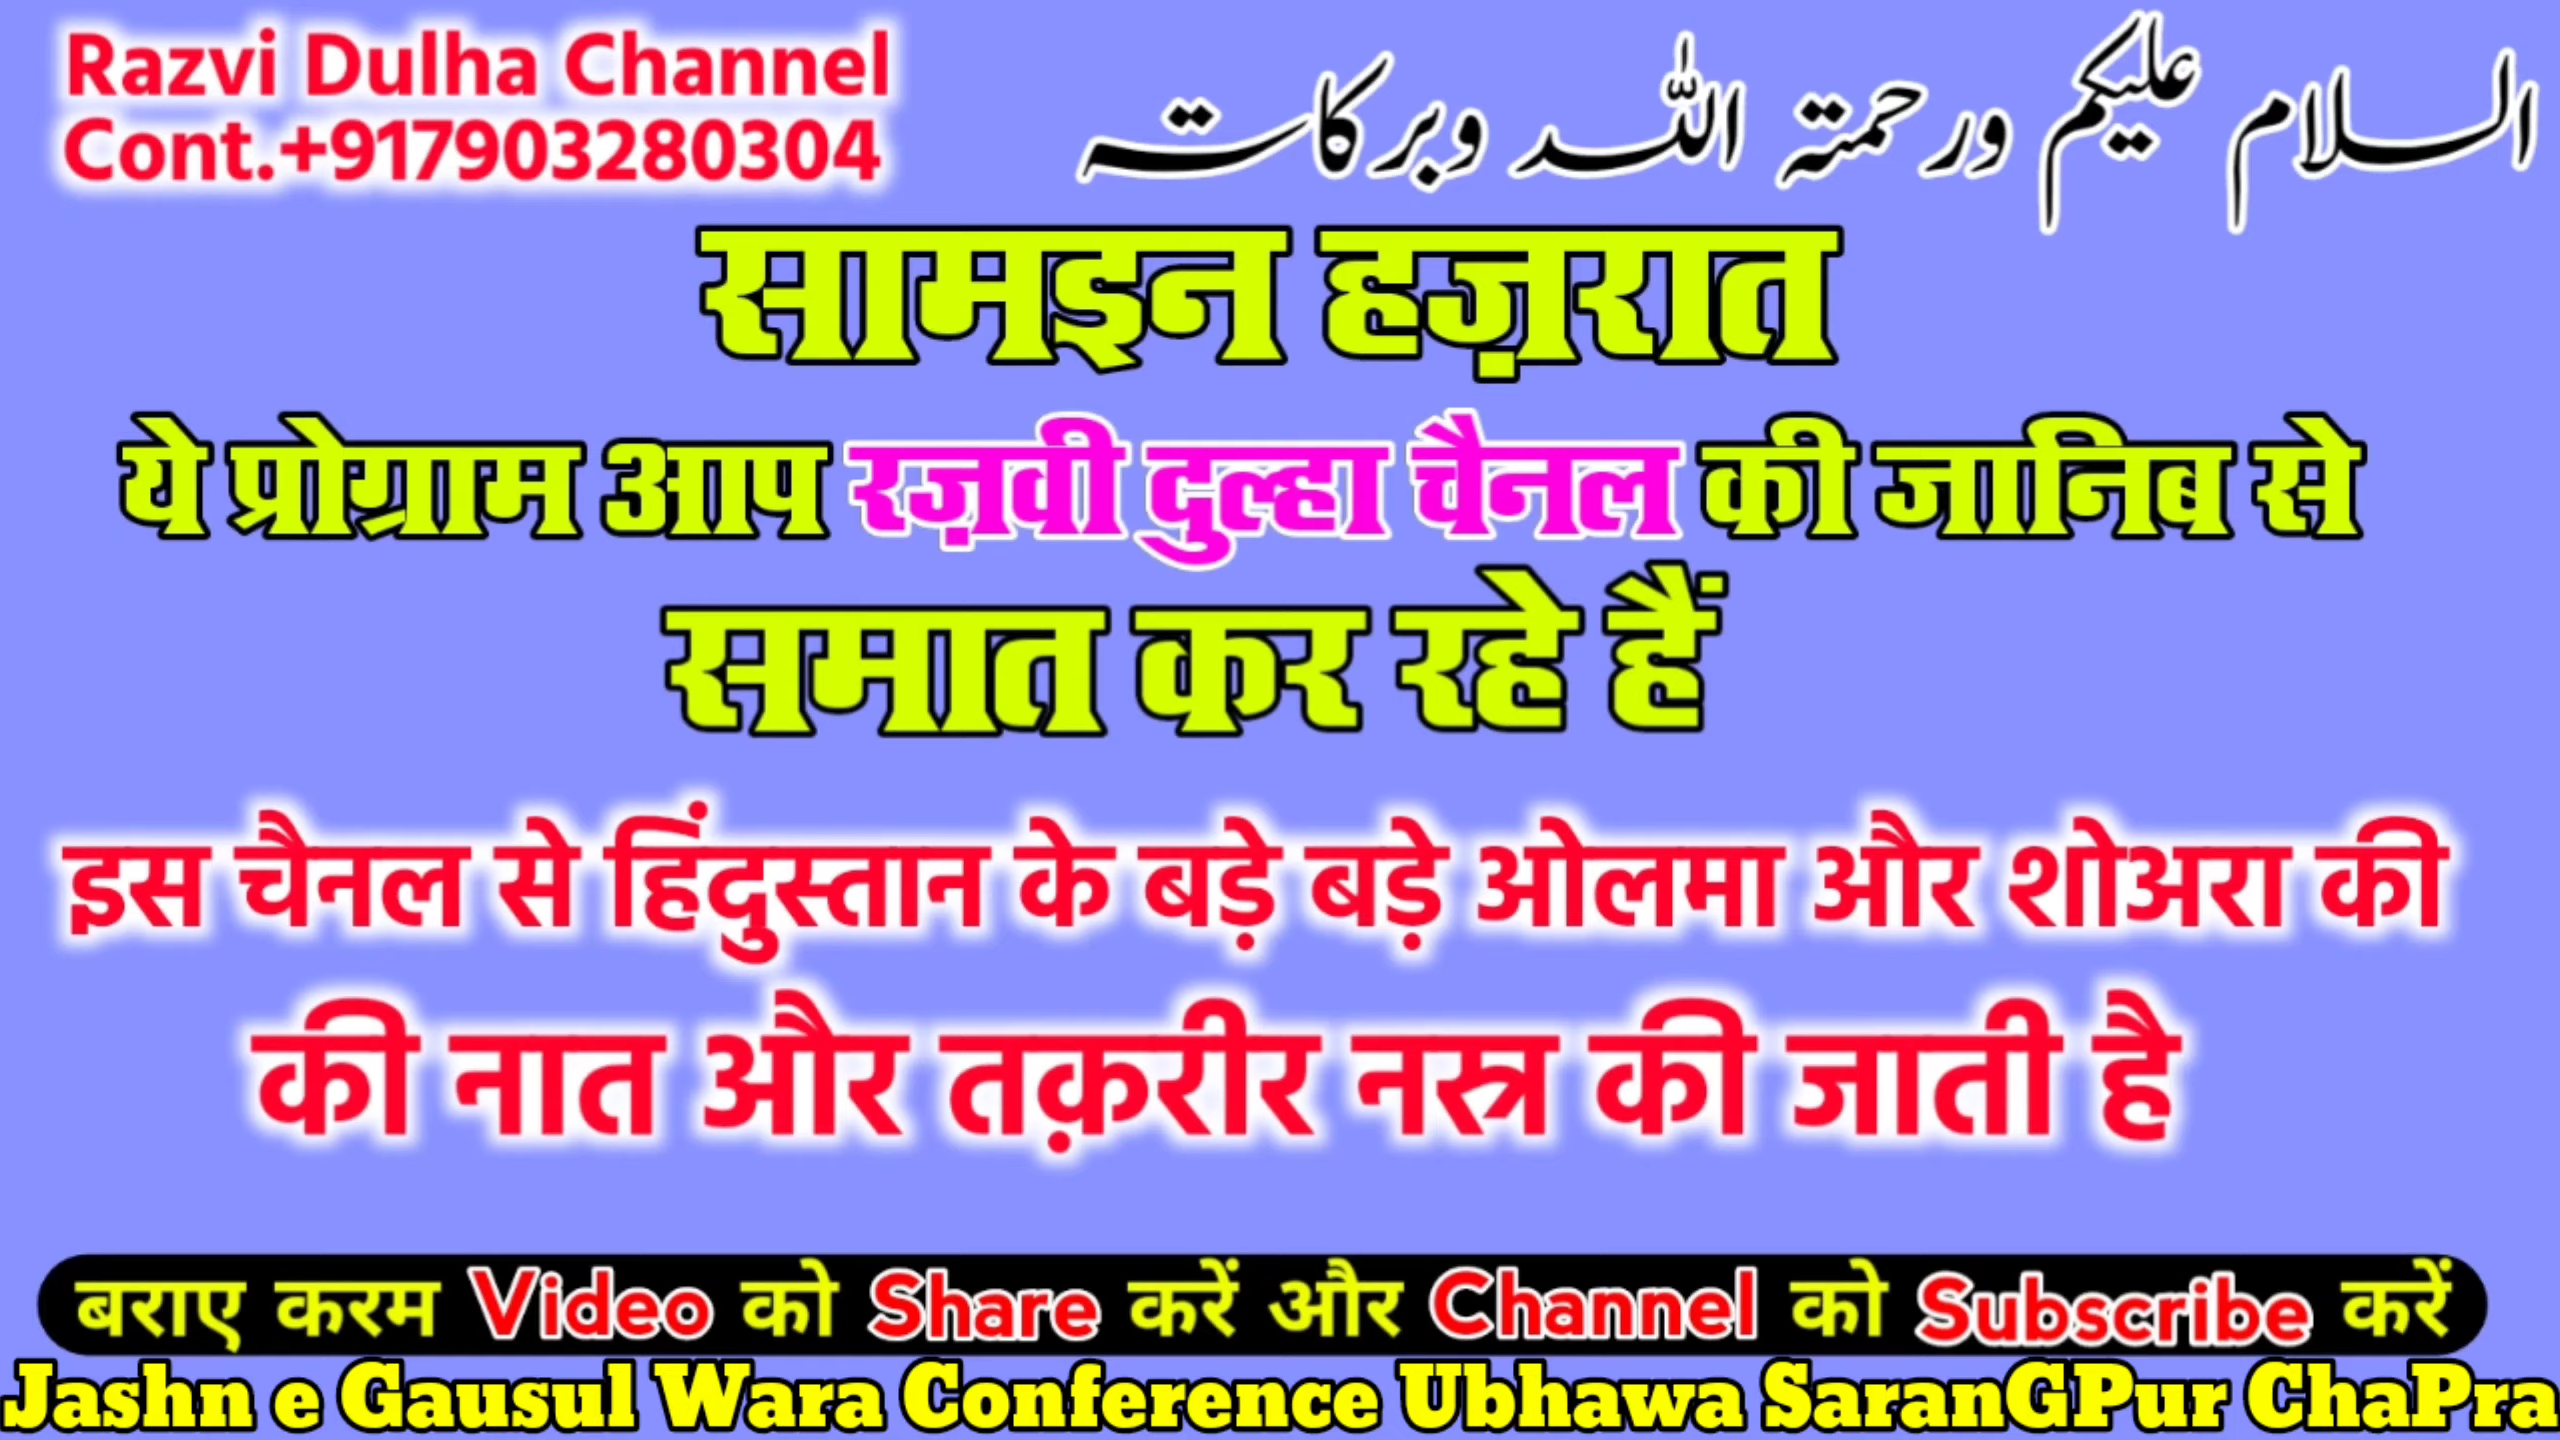 Razvi Dulha Channel
Cont.+917903280304
السلام علیکم ورحمتہ اللہ وبرکاتہ
सामइन हज़रात
ये प्रोग्राम आप रज़वी दुल्हा चैनल की जानिब से
समात कर रहे हैं
इस चैनल से हिंदुस्तान के बड़े बड़े ओलमा और शोअरा की
की नात और तक़रीर नस्र की जाती है
बराए करम Video को Share करें और Channel को Subscribe करें
Jashn e Gausul Wara Conference Ubhawa SaranGPur ChaPra